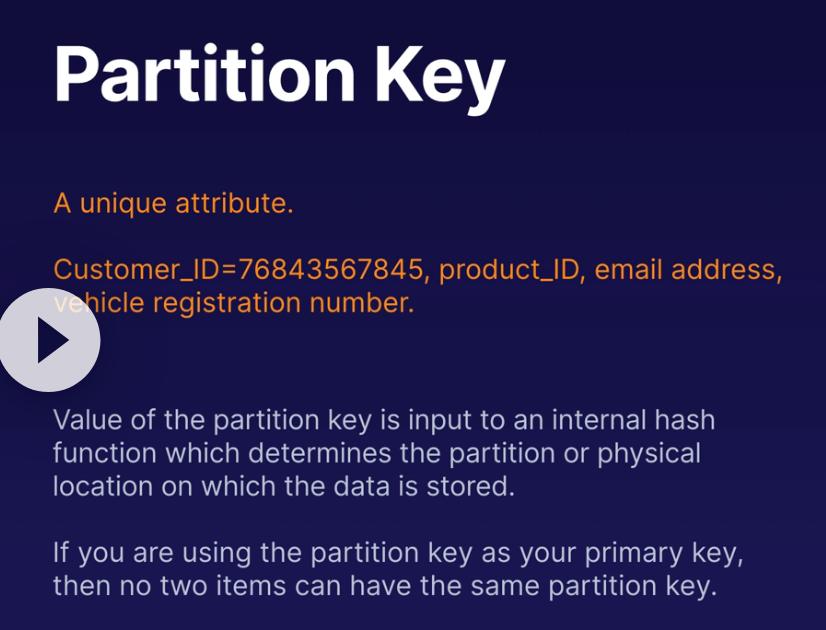 Partition Key
A unique attribute.
Customer_ID=76843567845, product_ID, email address,
vehicle registration number.
Value of the partition key is input to an internal hash
function which determines the partition or physical
location on which the data is stored.
If you are using the partition key as your primary key,
then no two items can have the same partition key.